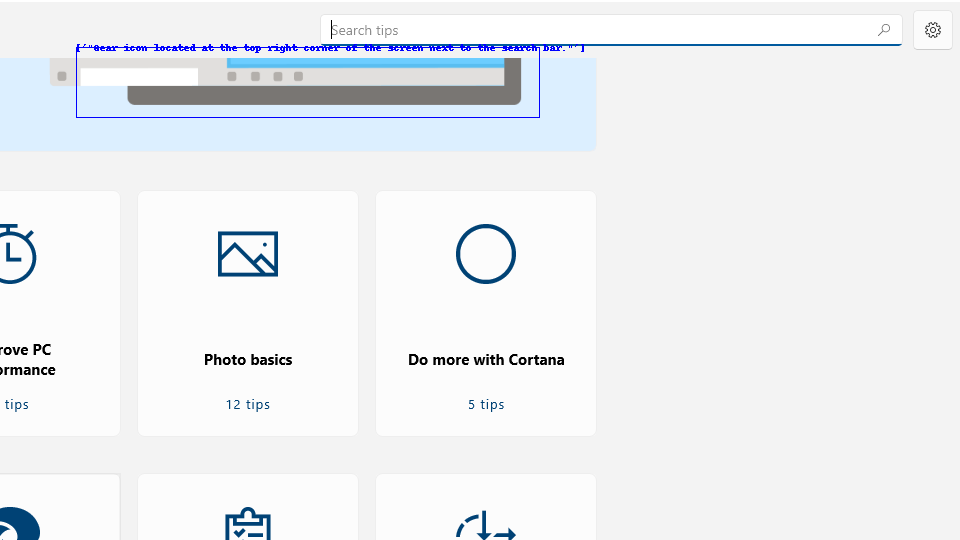 Search tips
['"Gear icon located at the top right corner of the screen next to the search bar."']
rove PC
ormance
tips
Photo basics
12 tips
Do more with Cortana
5 tips